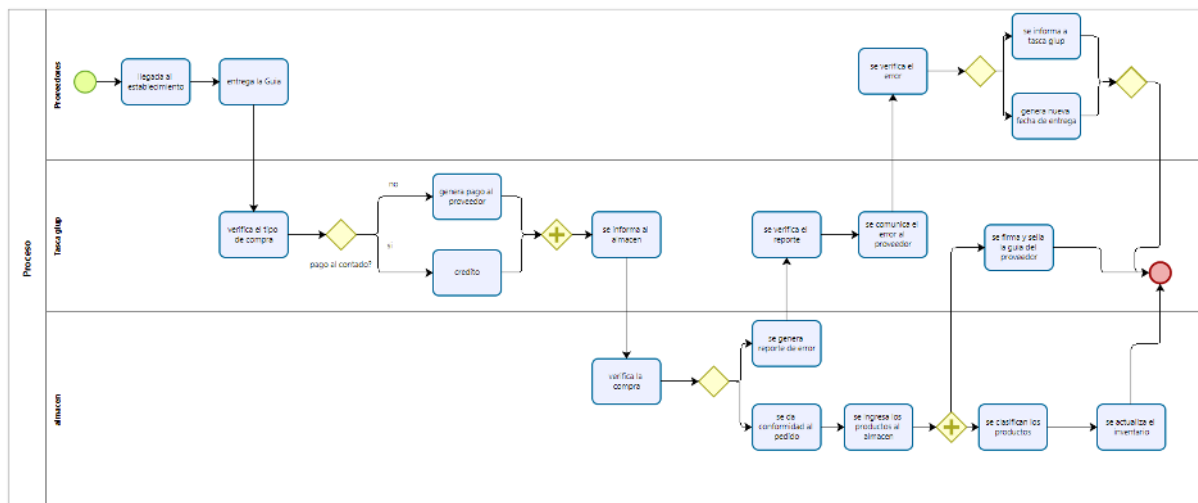 Proceso
Proveedores
llegada al
establecimiento
entrega la Guia
se verifica el
error
se informa a
tasca glup
genera nueva
fecha de entrega
Tasca glup
verifica el tipo
de compra
pago al contado?
no
si
genera pago al
proveedor
credito
se informa al
almacen
se verifica el
reporte
se comunica el
error al
proveedor
se firma y sella
la guia del
proveedor
almacen
verifica la
compra
se genera
reporte de error
se da
conformidad al
pedido
se ingresa los
productos al
almacen
se clasifican los
productos
se actualiza el
inventario